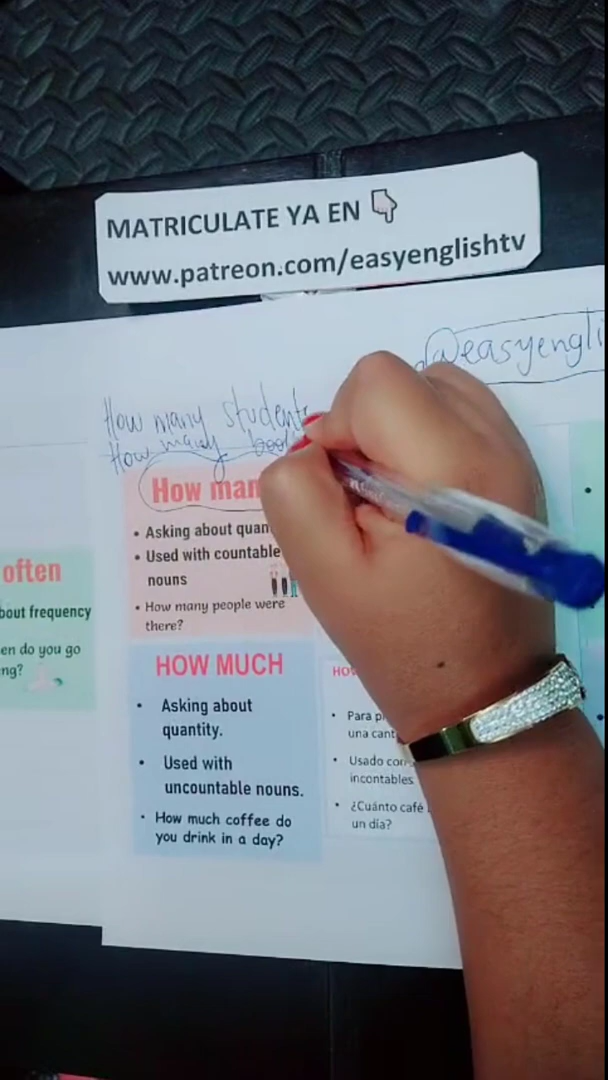 MATRICULATE YA EN
www.patreon.com/easyenglishtv
@easyengli
How many students
How many
How man
• Asking about quan
• Used with countable
nouns
• How many people were
there?
often
bout frequency
en do you go
ng?
HOW MUCH
• Asking about
quantity.
• Used with
uncountable nouns.
• How much coffee do
you drink in a day?
HO
• Para p
una cant
• Usado con
incontables
• ¿Cuánto café
un día?